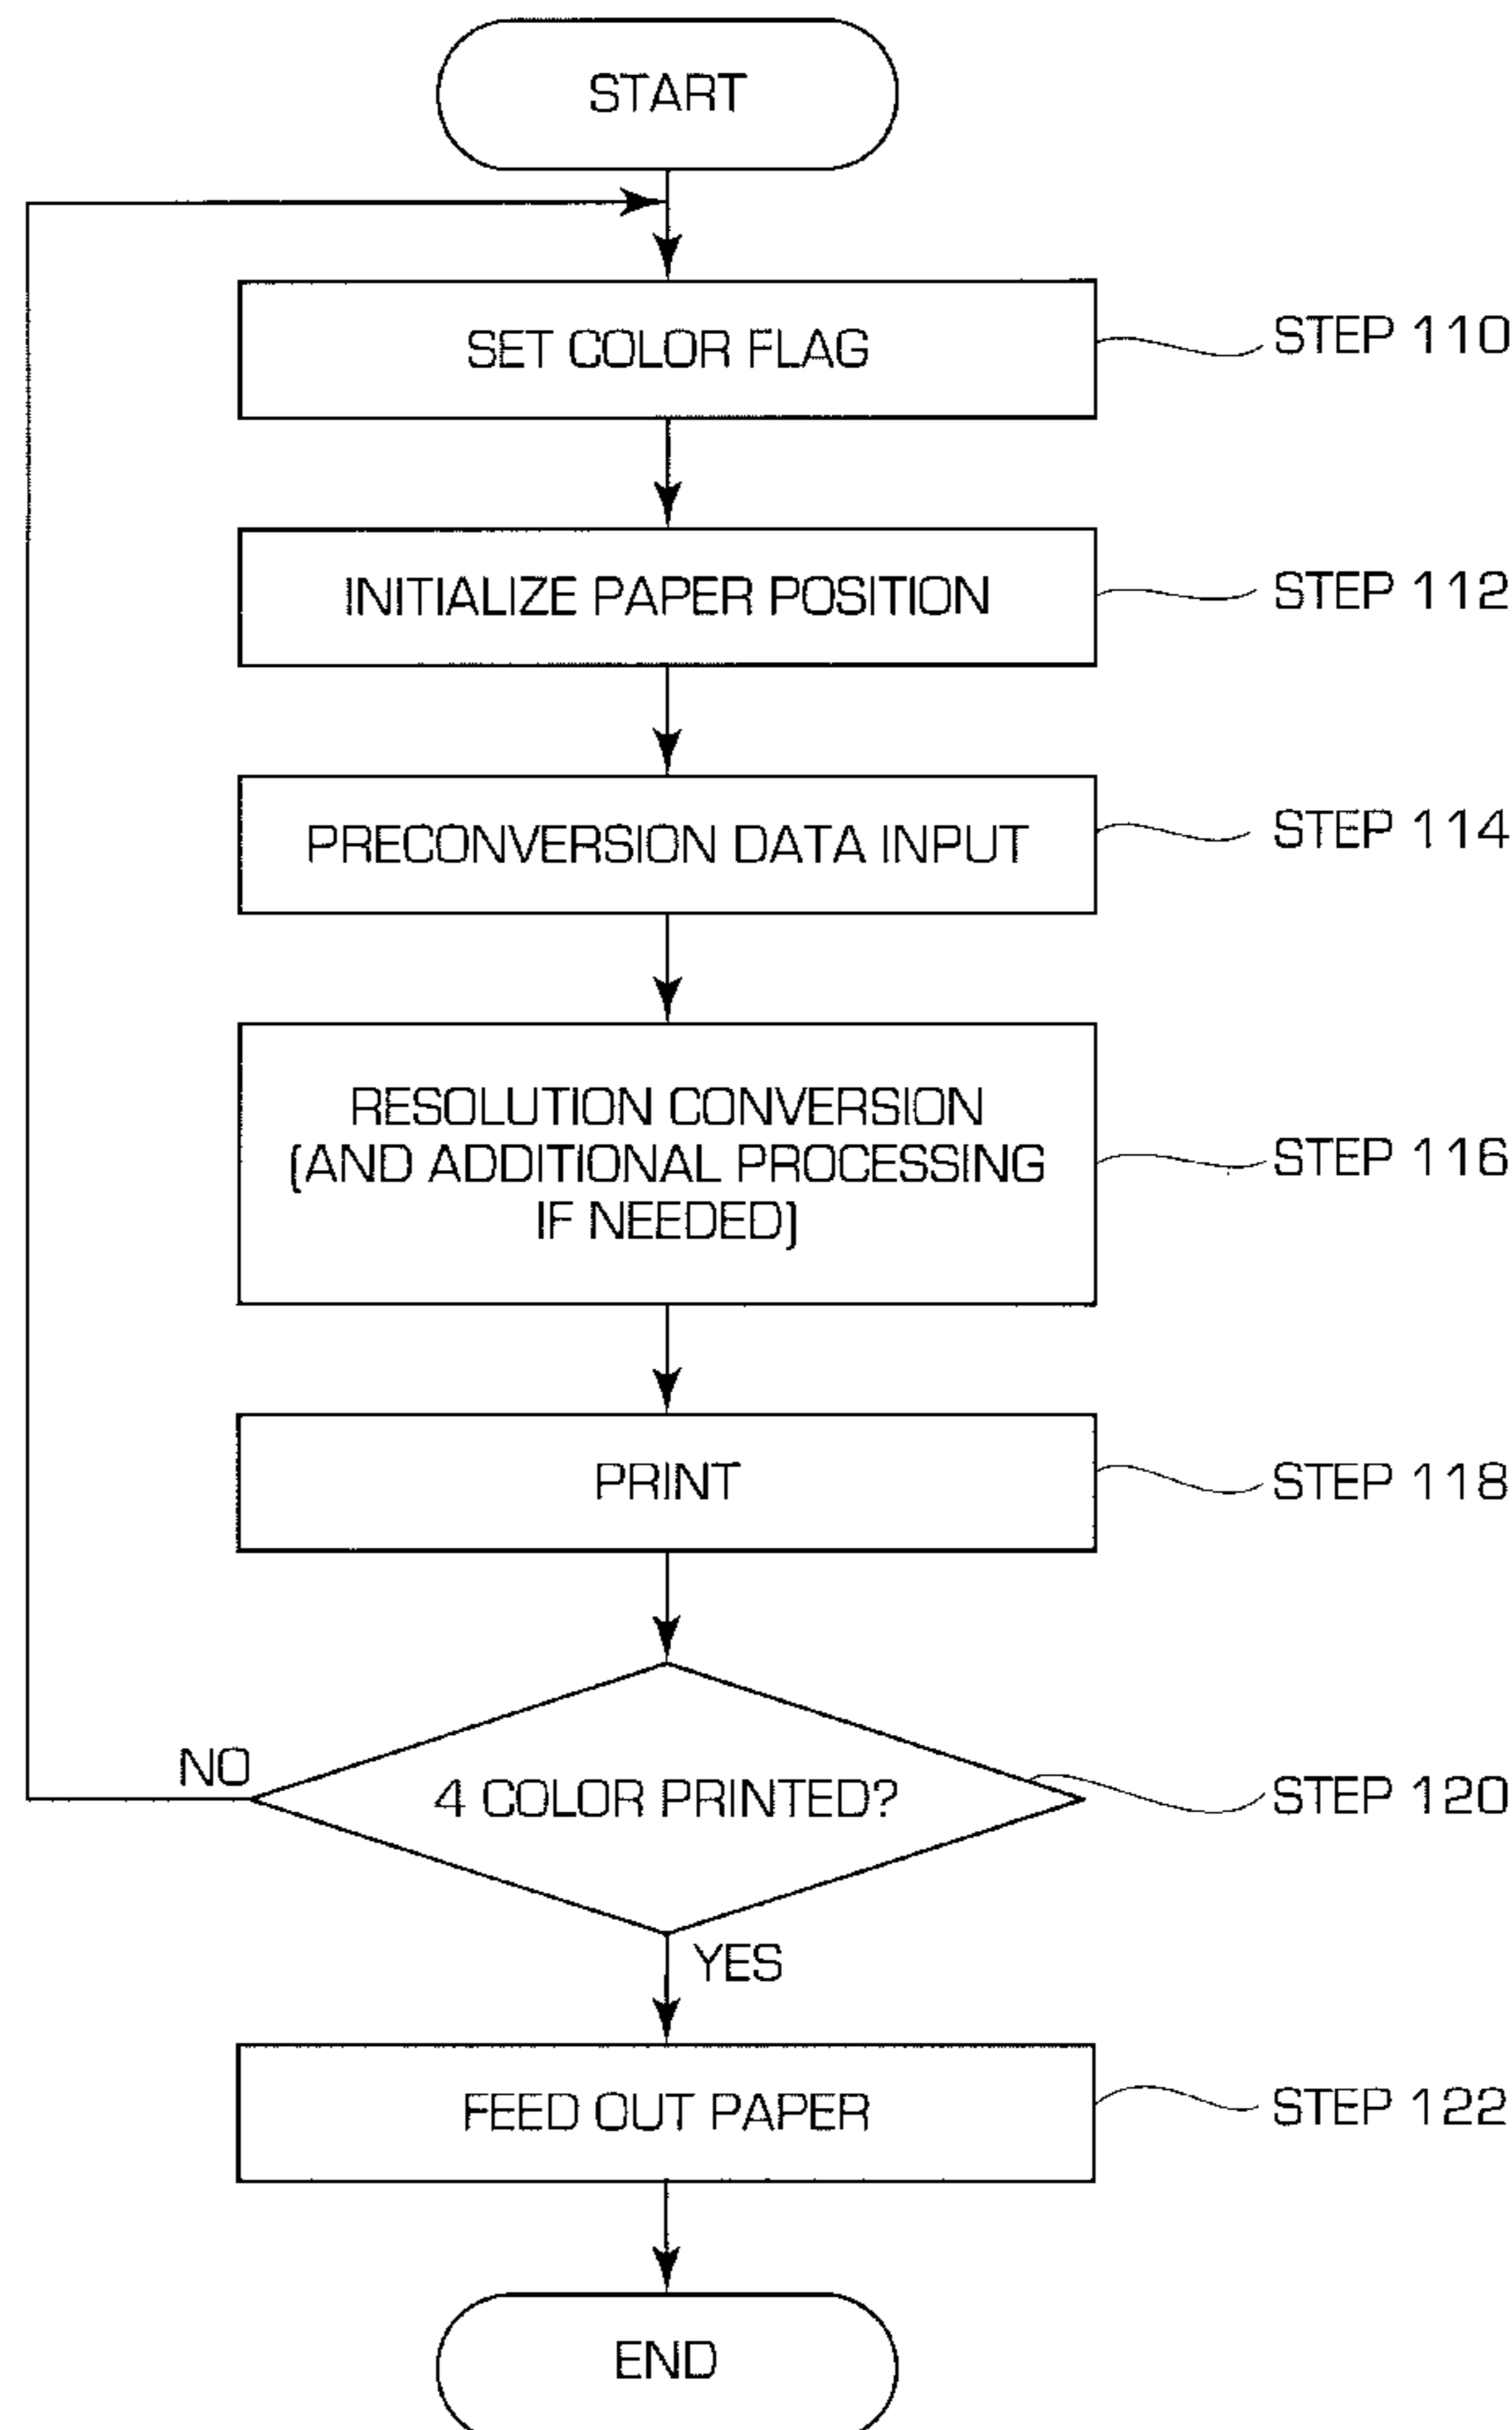 START
SET COLOR FLAG
STEP 110
INITIALIZE PAPER POSITION
STEP 112
PRECONVERSION DATA INPUT
STEP 114
RESOLUTION CONVERSION
(AND ADDITIONAL PROCESSING
IF NEEDED)
STEP 116
PRINT
STEP 118
NO
4 COLOR PRINTED?
STEP 120
YES
FEED OUT PAPER
STEP 122
END